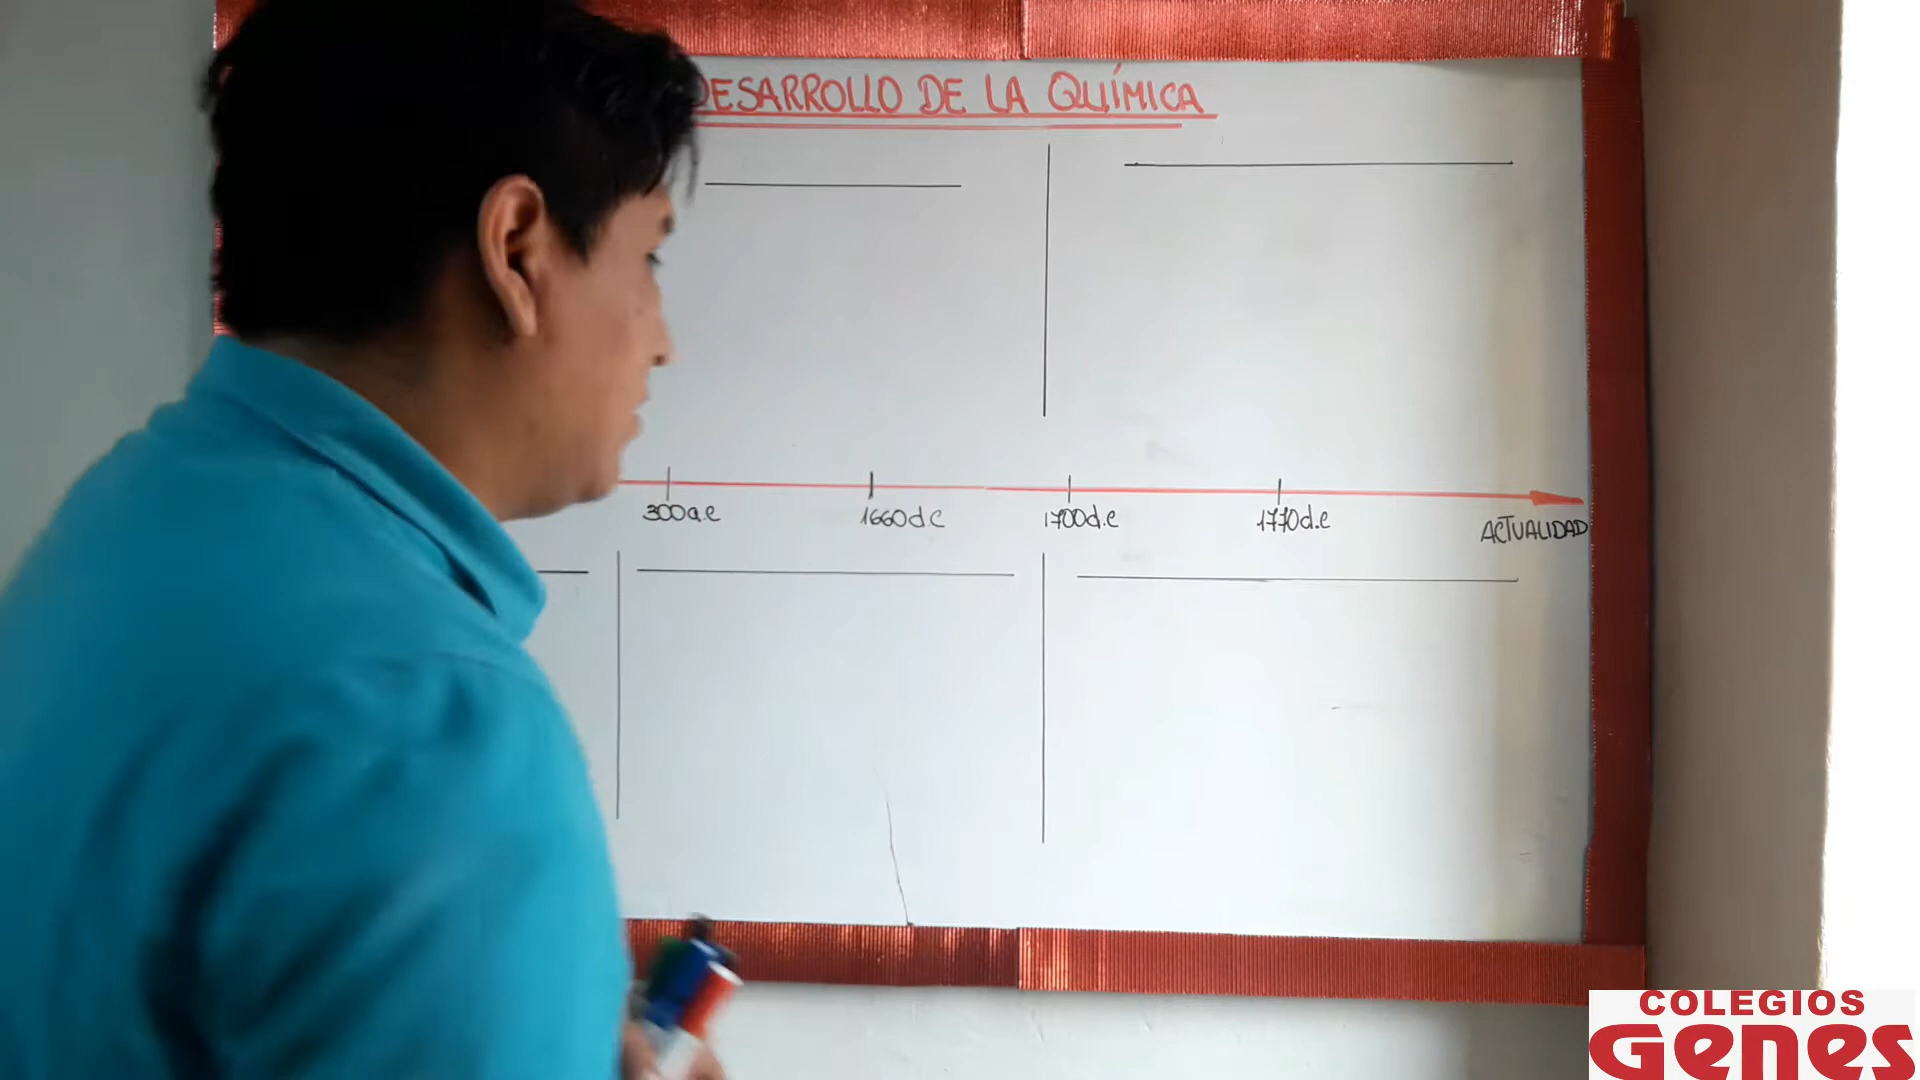 DESARROLLO DE LA QUÍMICA
300a.c
1660d.c
1700d.c
1770d.c
ACTUALIDAD
COLEGIOS
Genes